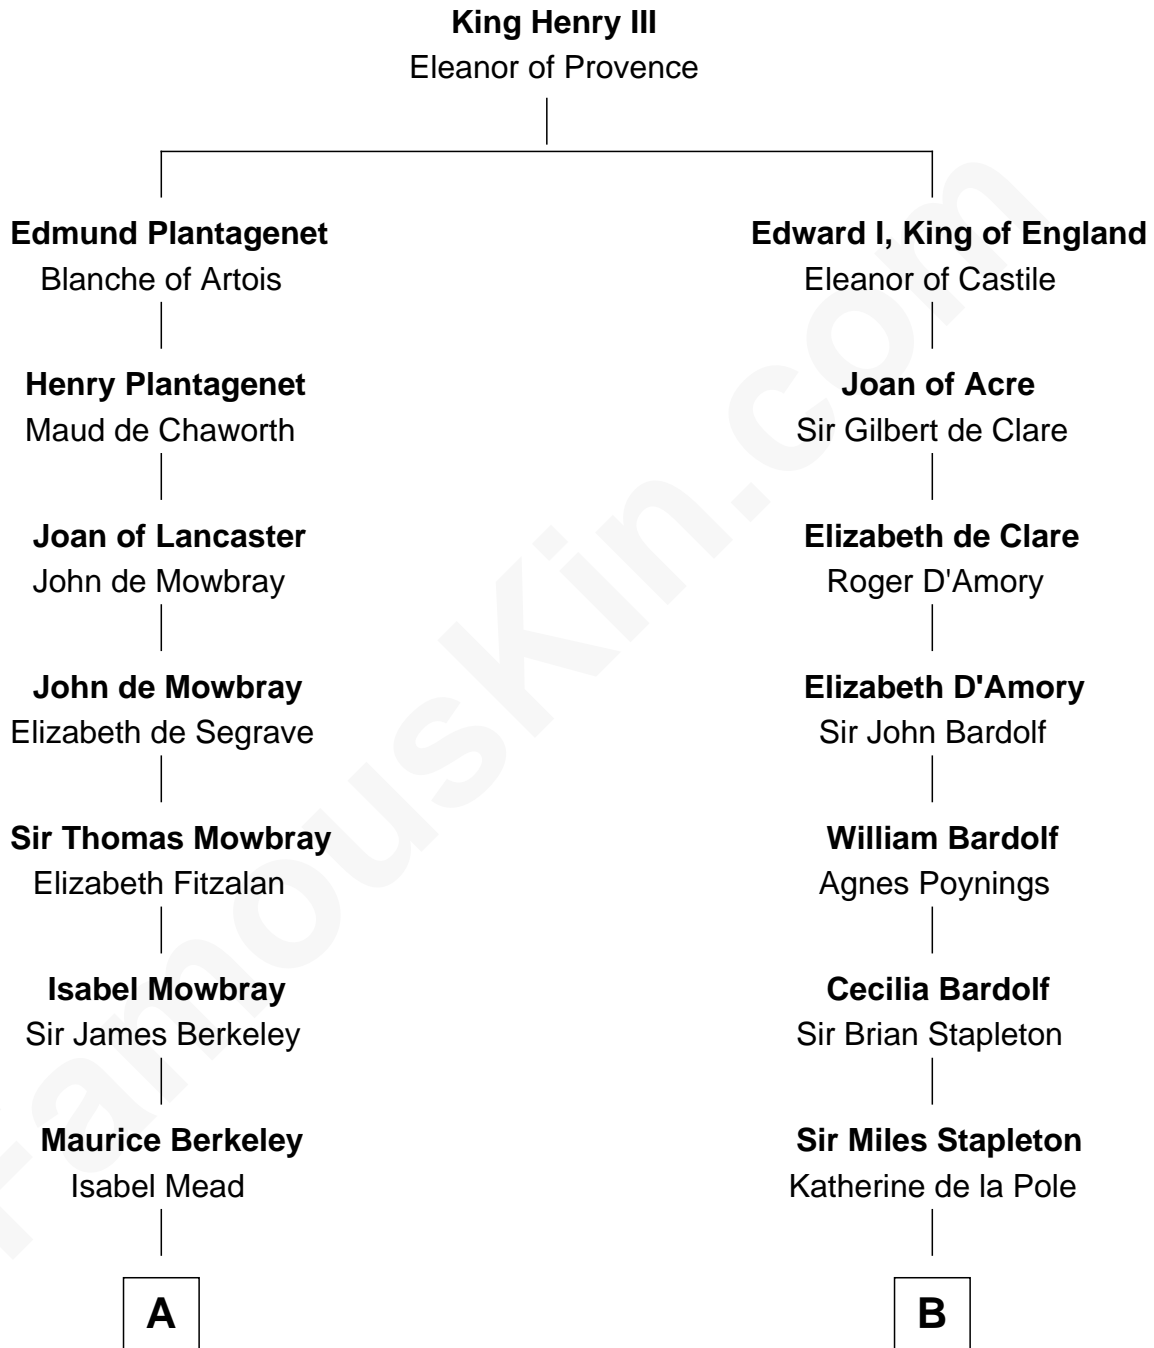 King Henry III
Eleanor of Provence
Edmund Plantagenet
Blanche of Artois
Edward I, King of England
Eleanor of Castile
Henry Plantagenet
Maud de Chaworth
Joan of Acre
Sir Gilbert de Clare
Joan of Lancaster
John de Mowbray
Elizabeth de Clare
Roger D'Amory
John de Mowbray
Elizabeth de Segrave
Elizabeth D'Amory
Sir John Bardolf
Sir Thomas Mowbray
Elizabeth Fitzalan
William Bardolf
Agnes Poynings
Isabel Mowbray
Sir James Berkeley
Cecilia Bardolf
Sir Brian Stapleton
Maurice Berkeley
Isabel Mead
Sir Miles Stapleton
Katherine de la Pole
A
B
FamousKin.com